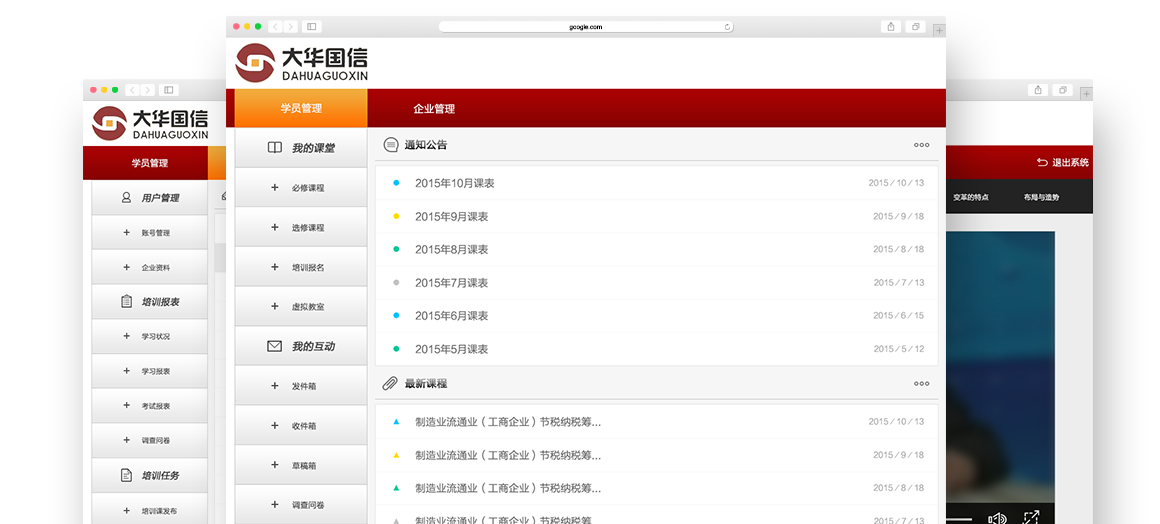 google.com
大华国信
DAHUAGUOXIN
学员管理
企业管理
我的课堂
必修课程
选修课程
培训报名
虚拟教室
我的互动
发件箱
收件箱
草稿箱
调查问卷
通知公告
2015年10月课表 2015/10/13
2015年9月课表 2015/9/18
2015年8月课表 2015/8/18
2015年7月课表 2015/7/13
2015年6月课表 2015/6/15
2015年5月课表 2015/5/12
最新课程
制造业流通业（工商企业）节税纳税筹... 2015/10/13
制造业流通业（工商企业）节税纳税筹... 2015/9/18
制造业流通业（工商企业）节税纳税筹... 2015/8/18
制造业流通业（工商企业）节税纳税筹... 2015/7/13
大华国信
DAHUAGUOXIN
学员管理
用户管理
账号管理
企业资料
培训报表
学习状况
学习报表
考试报表
调查问卷
培训任务
培训课发布
退出系统
变革的特点
布局与造势